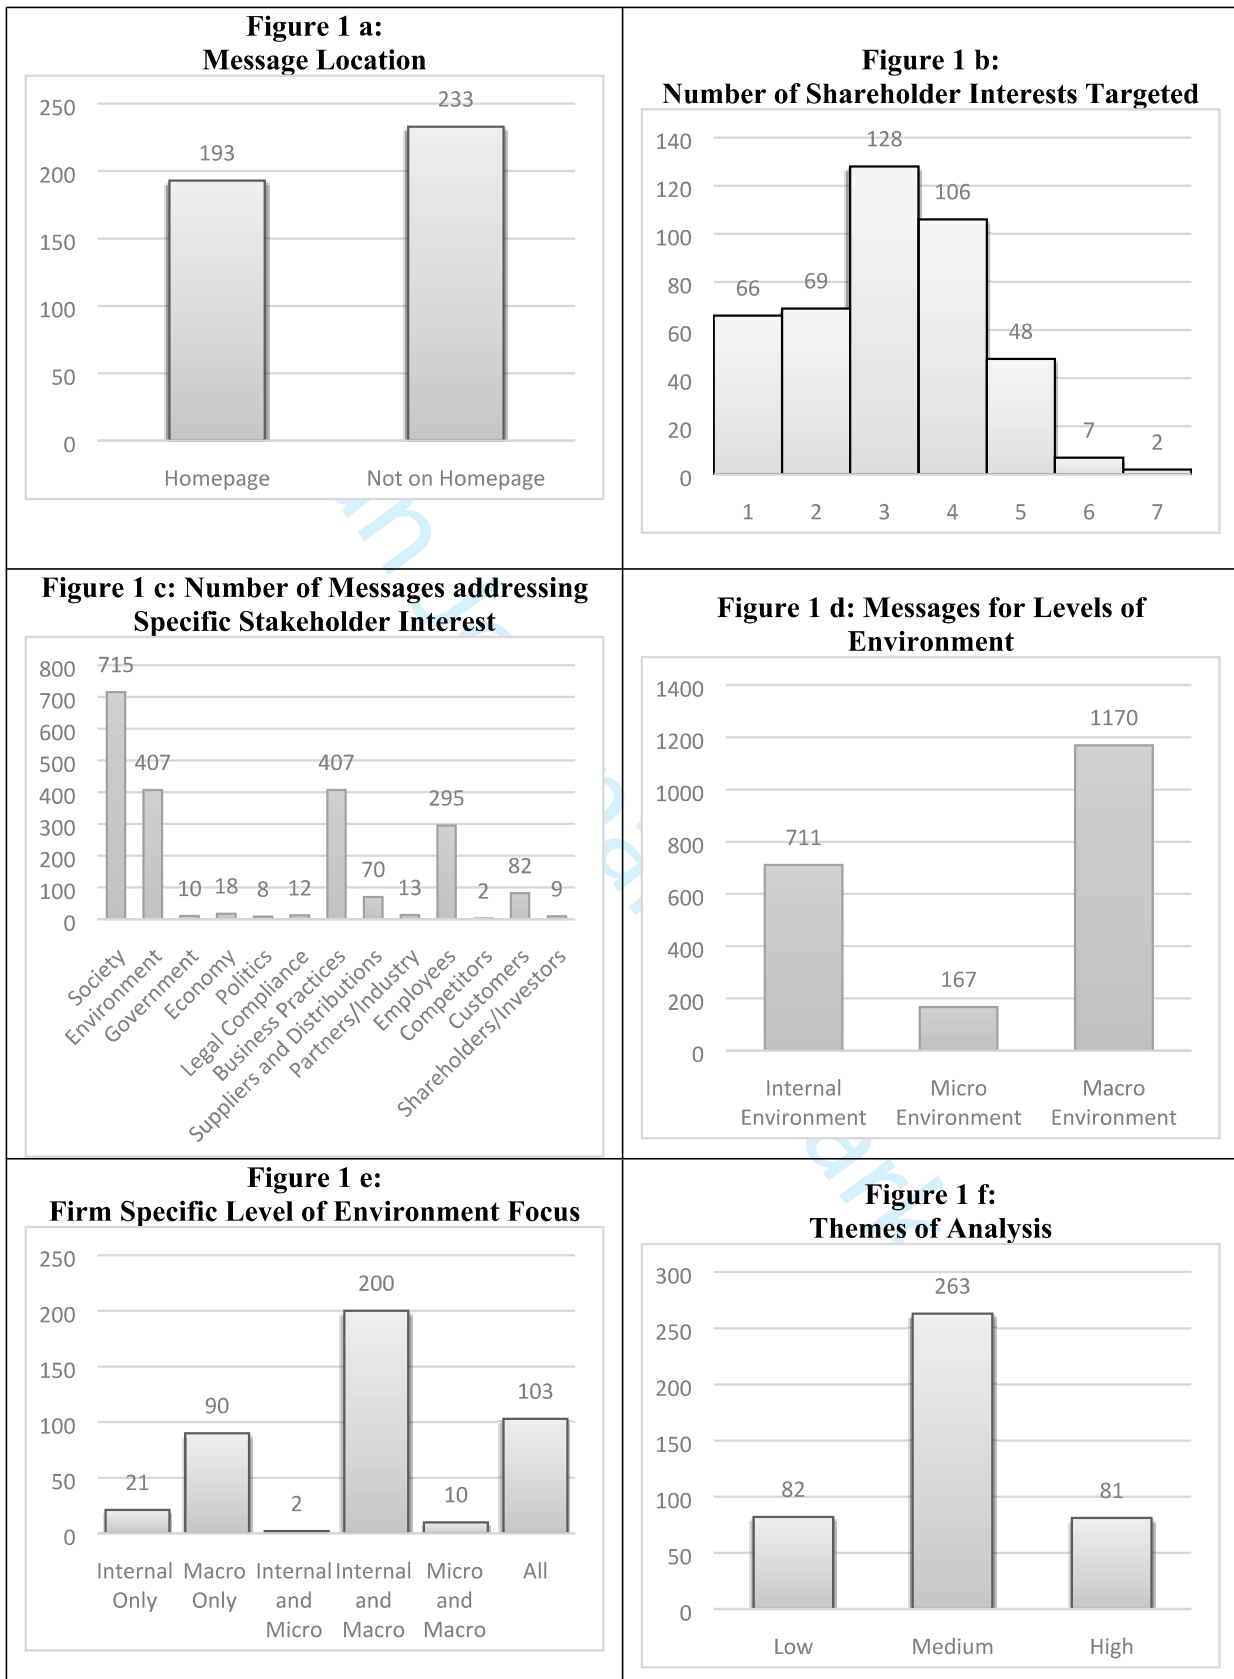 Figure 1 a:
Message Location
250
200
150
100
50
0
193
233
Homepage
Not on Homepage
Figure 1 b:
Number of Shareholder Interests Targeted
140
120
100
80
60
40
20
0
66
69
128
106
48
7
2
1
2
3
4
5
6
7
Figure 1 c: Number of Messages addressing
Specific Stakeholder Interest
800
700
600
500
400
300
200
100
0
715
407
10
18
8
12
407
70
13
295
2
82
9
Society
Environment
Government
Economy
Politics
Legal Compliance
Business Practices
Suppliers and Distributions
Partners/Industry
Employees
Competitors
Customers
Shareholders/Investors
Figure 1 d: Messages for Levels of
Environment
1400
1200
1000
800
600
400
200
0
711
167
1170
Internal
Environment
Micro
Environment
Macro
Environment
Figure 1 e:
Firm Specific Level of Environment Focus
250
200
150
100
50
0
21
90
2
200
10
103
Internal
Only
Macro
Only
Internal
and
Micro
Internal
and
Macro
Micro
and
Macro
All
Figure 1 f:
Themes of Analysis
300
250
200
150
100
50
0
82
263
81
Low
Medium
High